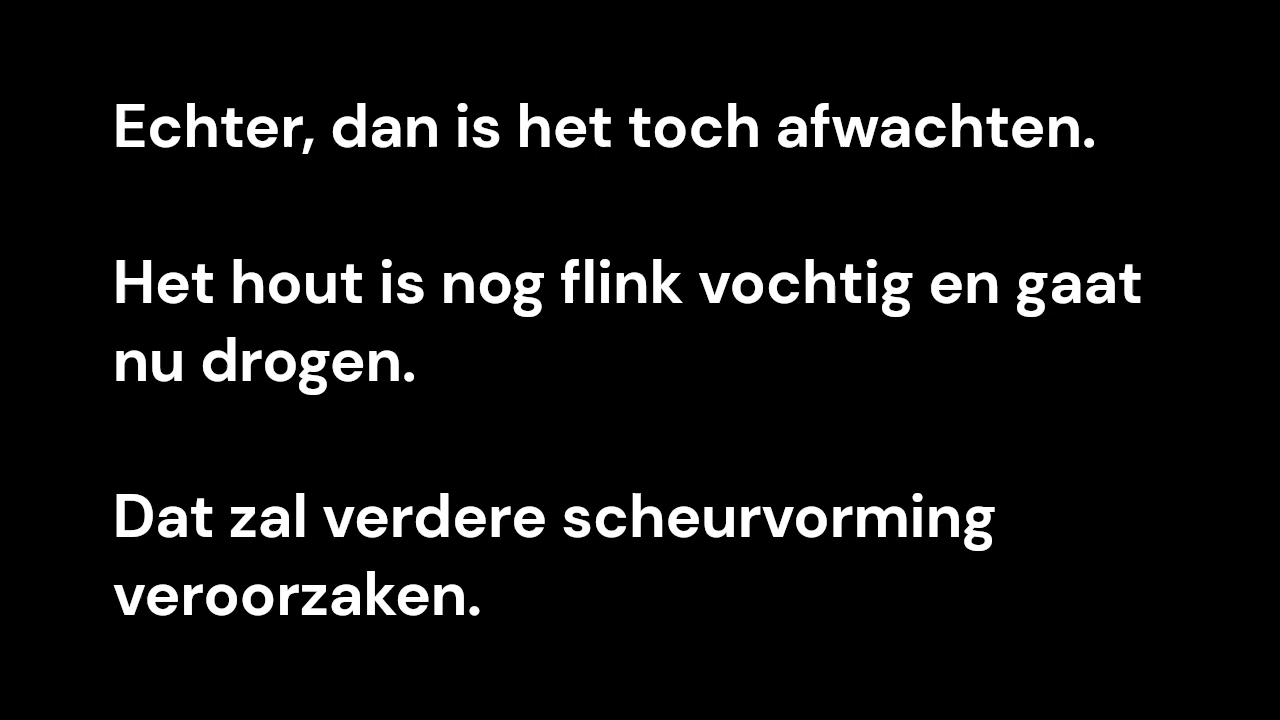 Echter, dan is het toch afwachten.
Het hout is nog flink vochtig en gaat
nu drogen.
Dat zal verdere scheurvorming
veroorzaken.